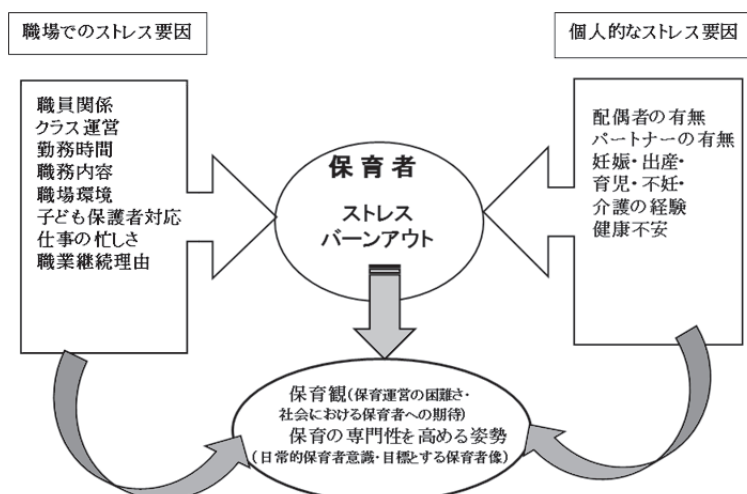 職場でのストレス要因
個人的なストレス要因
職員関係
クラス運営
勤務時間
職務内容
職場環境
子ども保護者対応
仕事の忙しさ
職業継続理由
保育者
ストレス
バーンアウト
配偶者の有無
パートナーの有無
妊娠・出産・
育児・不妊・
介護の経験
健康不安
保育観(保育運営の困難さ・
社会における保育者への期待)
保育の専門性を高める姿勢
(日常的保育者意識・目標とする保育者像)